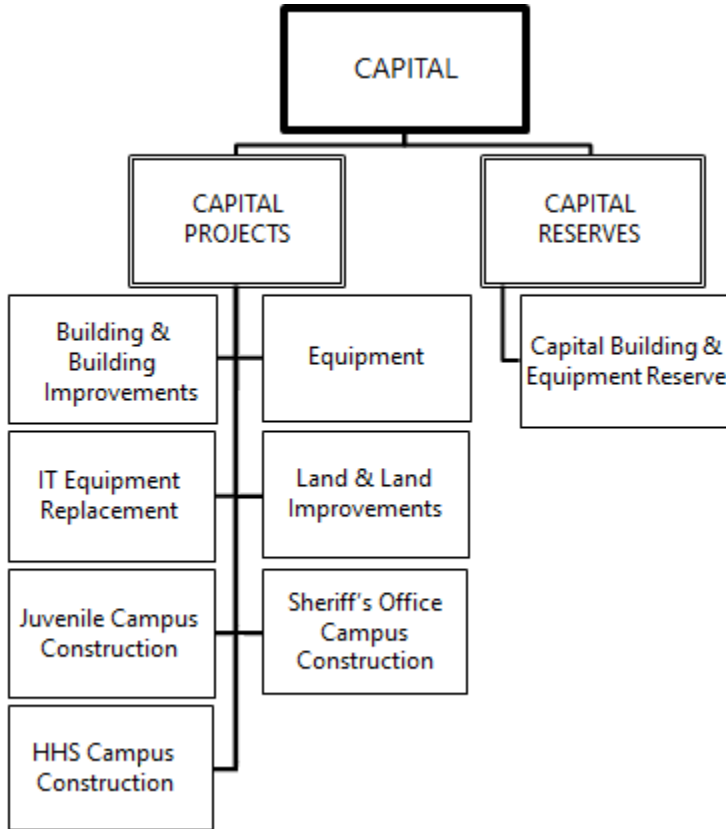 CAPITAL
CAPITAL
PROJECTS
CAPITAL
RESERVES
Building &
Building
Improvements
Equipment
Capital Building &
Equipment Reserve
IT Equipment
Replacement
Land & Land
Improvements
Juvenile Campus
Construction
Sheriff's Office
Campus
Construction
HHS Campus
Construction